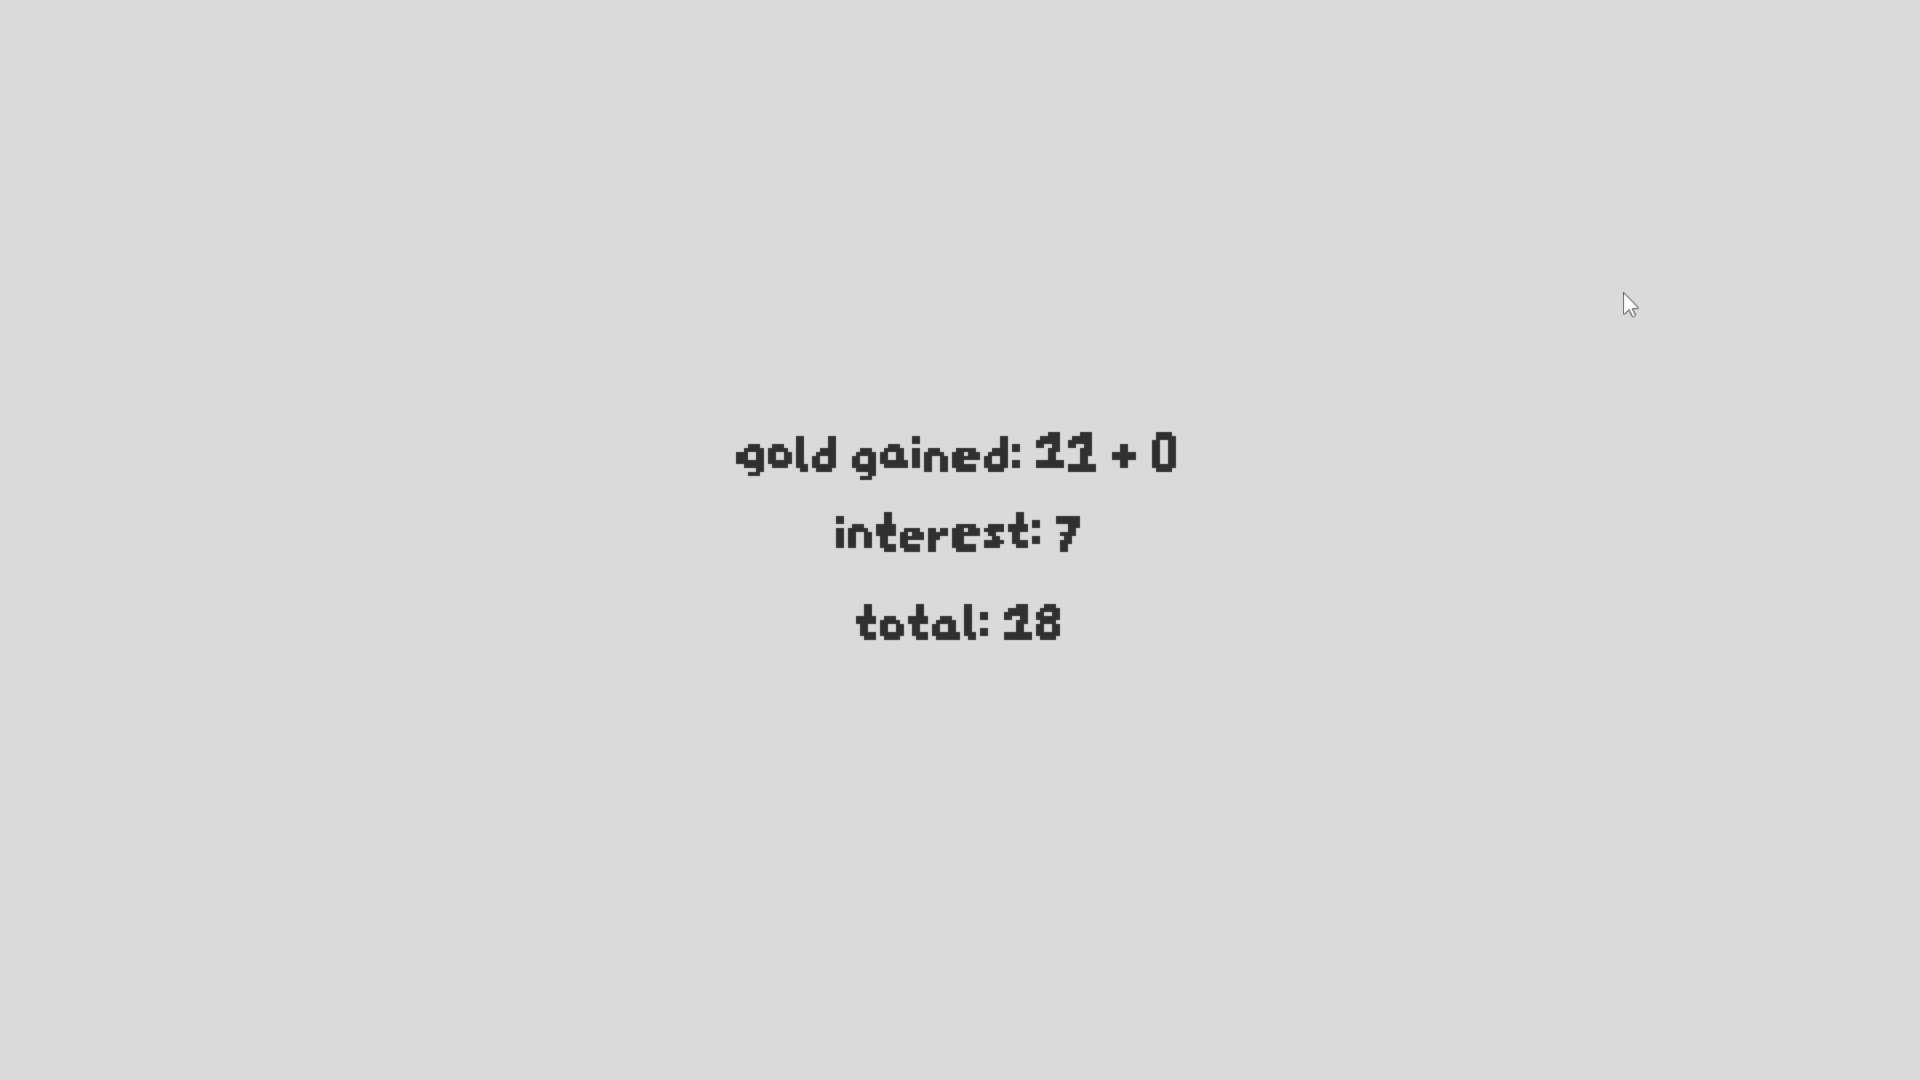 gold gained: 11 + 0
interest: 7
total: 18